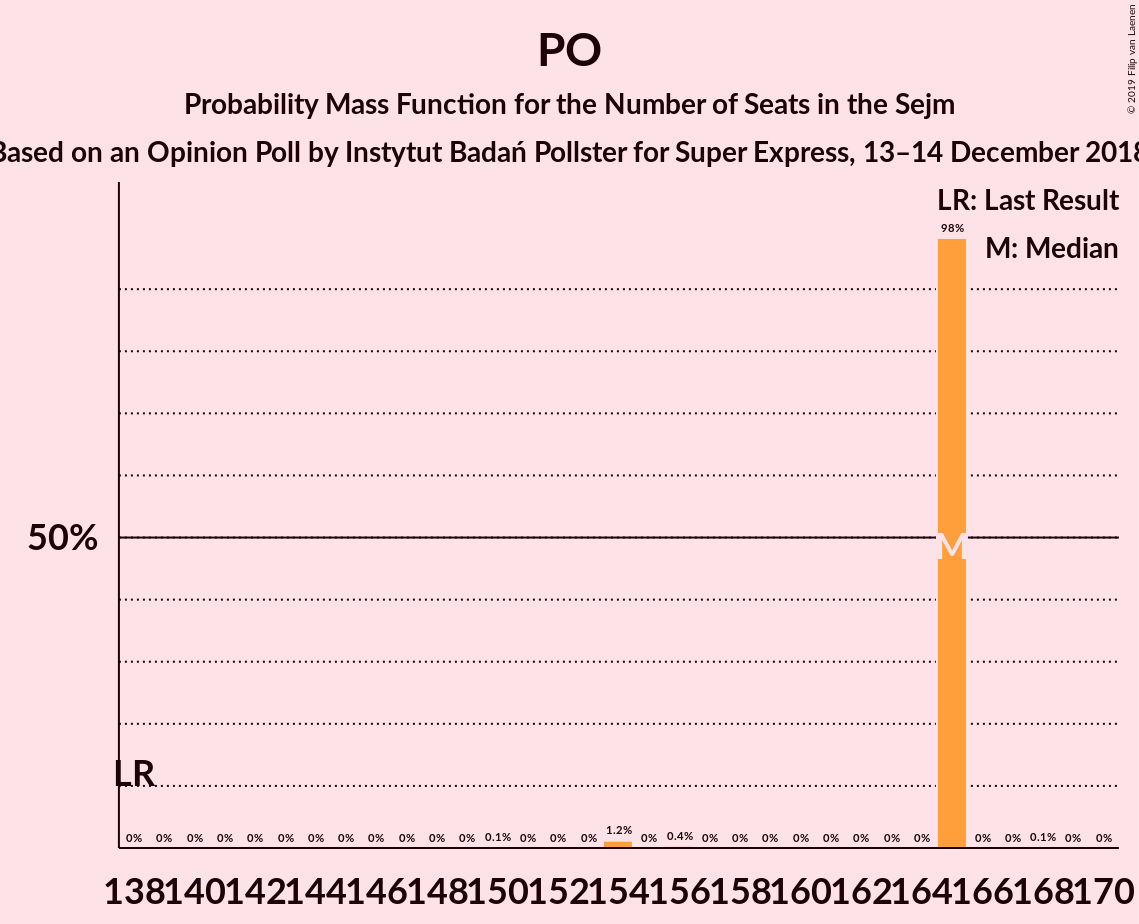 PO
Probability Mass Function for the Number of Seats in the Sejm
Based on an Opinion Poll by Instytut Badań Pollster for Super Express, 13–14 December 2018
© 2019 Filip van Laenen
LR: Last Result
M: Median
98%
50%
M
LR
0% 0% 0% 0% 0% 0% 0% 0% 0% 0% 0% 0% 0.1% 0% 0% 0% 1.2% 0% 0.4% 0% 0% 0% 0% 0% 0% 0% 0% 0% 0% 0.1% 0% 0%
138 140 142 144 146 148 150 152 154 156 158 160 162 164 166 168 170